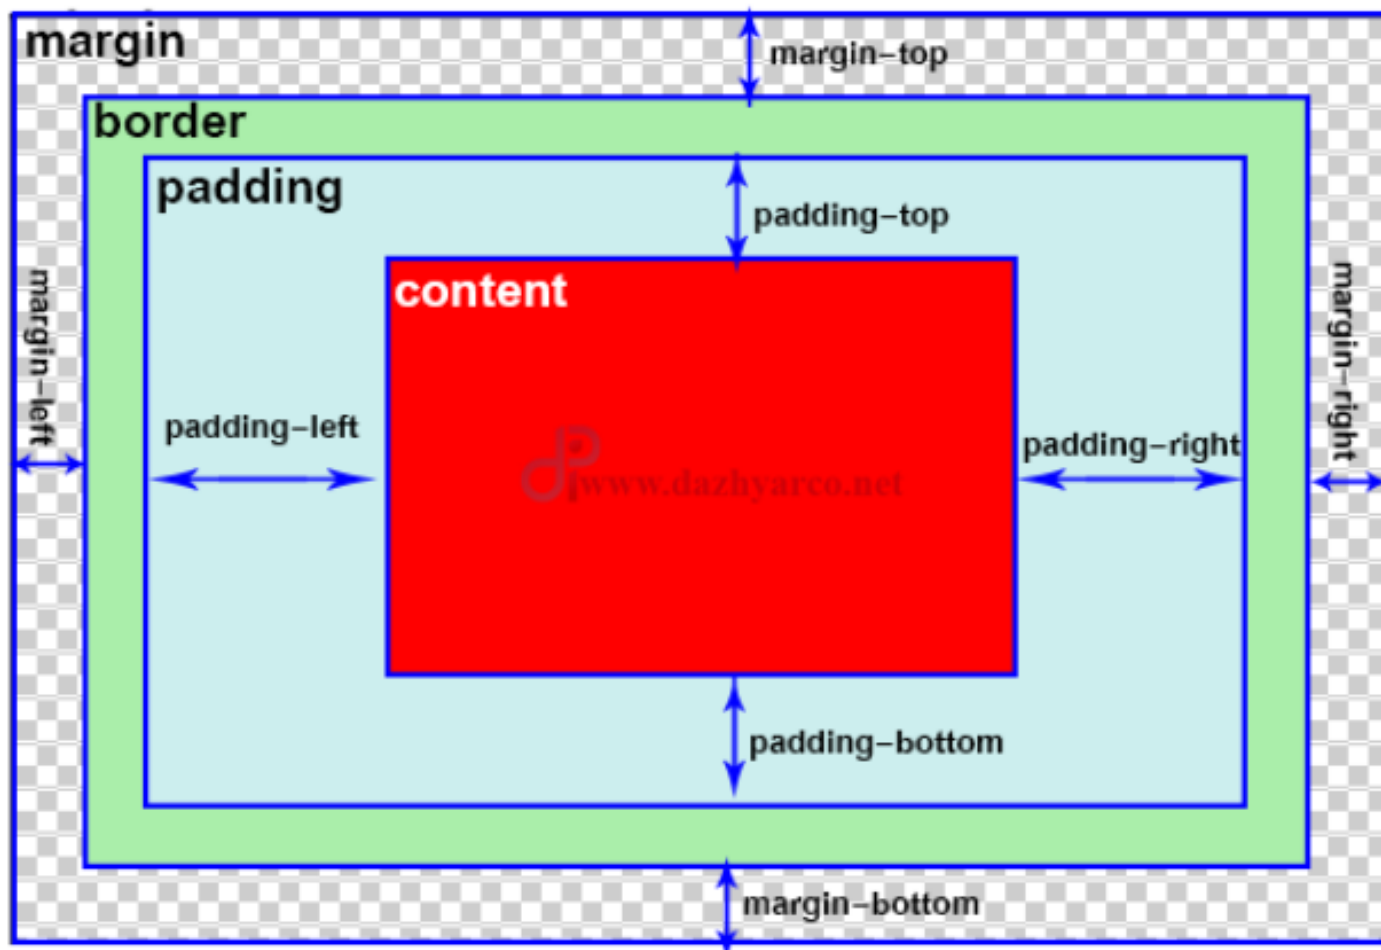 margin
margin-top
border
padding
padding-top
content
margin-left
margin-right
padding-left
padding-right
www.dazhyarco.net
padding-bottom
margin-bottom